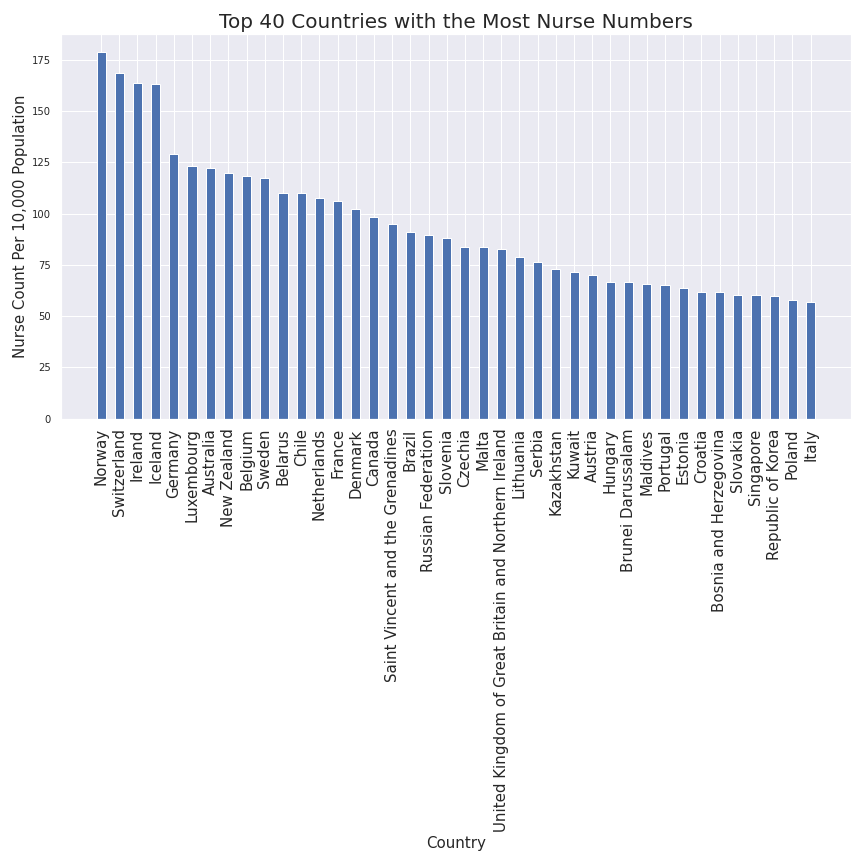 Top 40 Countries with the Most Nurse Numbers
Nurse Count Per 10,000 Population
175
150
125
100
75
50
25
0
Norway
Switzerland
Ireland
Iceland
Germany
Luxembourg
Australia
New Zealand
Belgium
Sweden
Belarus
Chile
Netherlands
France
Denmark
Canada
Saint Vincent and the Grenadines
Brazil
Russian Federation
Slovenia
Czechia
Malta
United Kingdom of Great Britain and Northern Ireland
Lithuania
Serbia
Kazakhstan
Kuwait
Austria
Hungary
Brunei Darussalam
Maldives
Portugal
Estonia
Croatia
Bosnia and Herzegovina
Slovakia
Singapore
Republic of Korea
Poland
Italy
Country